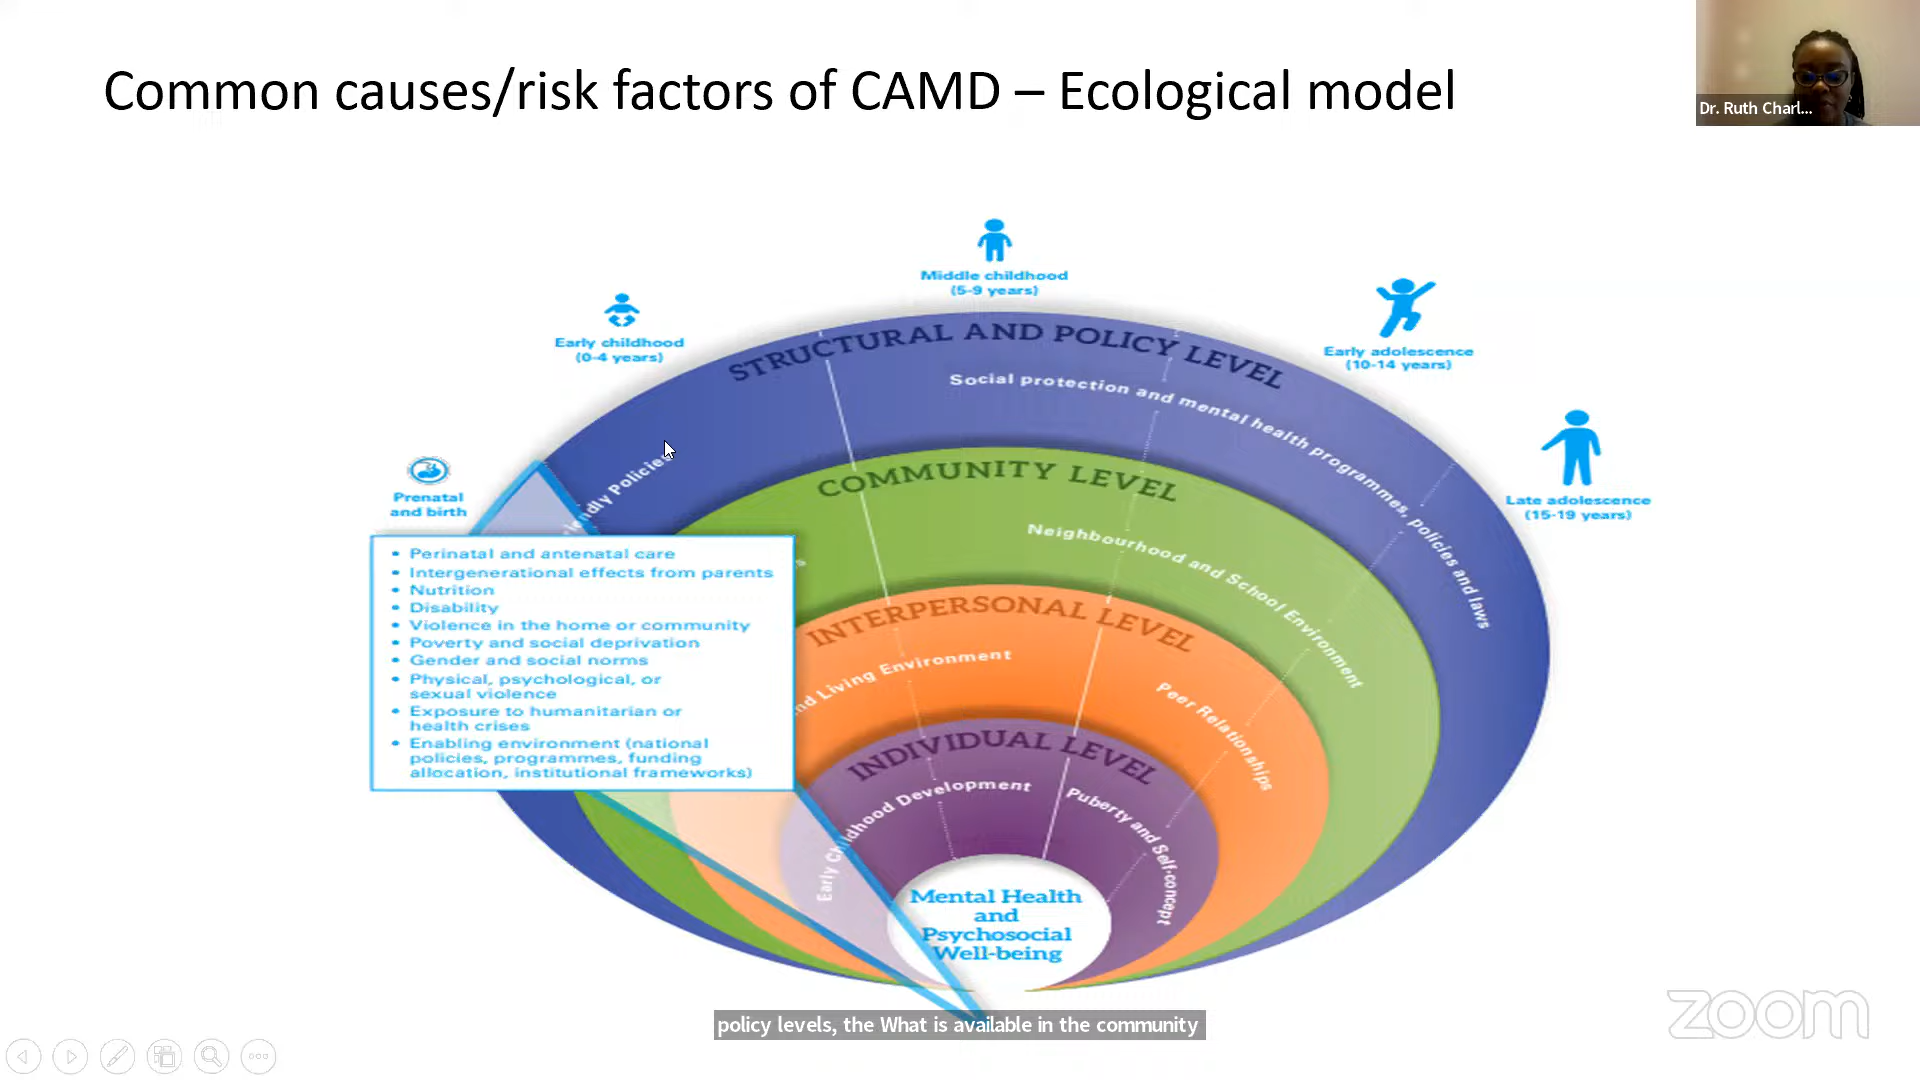 Common causes/risk factors of CAMD – Ecological model
Dr. Ruth Charl...
Middle childhood
(5-9 years)
Early childhood
(0-4 years)
Early adolescence
(10-14 years)
Late adolescence
(15-19 years)
Prenatal
and birth
STRUCTURAL AND POLICY LEVEL
Social protection and mental health programmes, policies and laws
Policies
COMMUNITY LEVEL
Neighbourhood and School Environment
INTERPERSONAL LEVEL
Living Environment
Peer Relationships
INDIVIDUAL LEVEL
Early Childhood Development
Puberty and Self-concept
• Perinatal and antenatal care
• Intergenerational effects from parents
• Nutrition
• Disability
• Violence in the home or community
• Poverty and social deprivation
• Gender and social norms
• Physical, psychological, or
sexual violence
• Exposure to humanitarian or
health crises
• Enabling environment (national
policies, programmes, funding
allocation, institutional frameworks)
Mental Health
and
Psychosocial
Well-being
policy levels, the What is available in the community
zoom